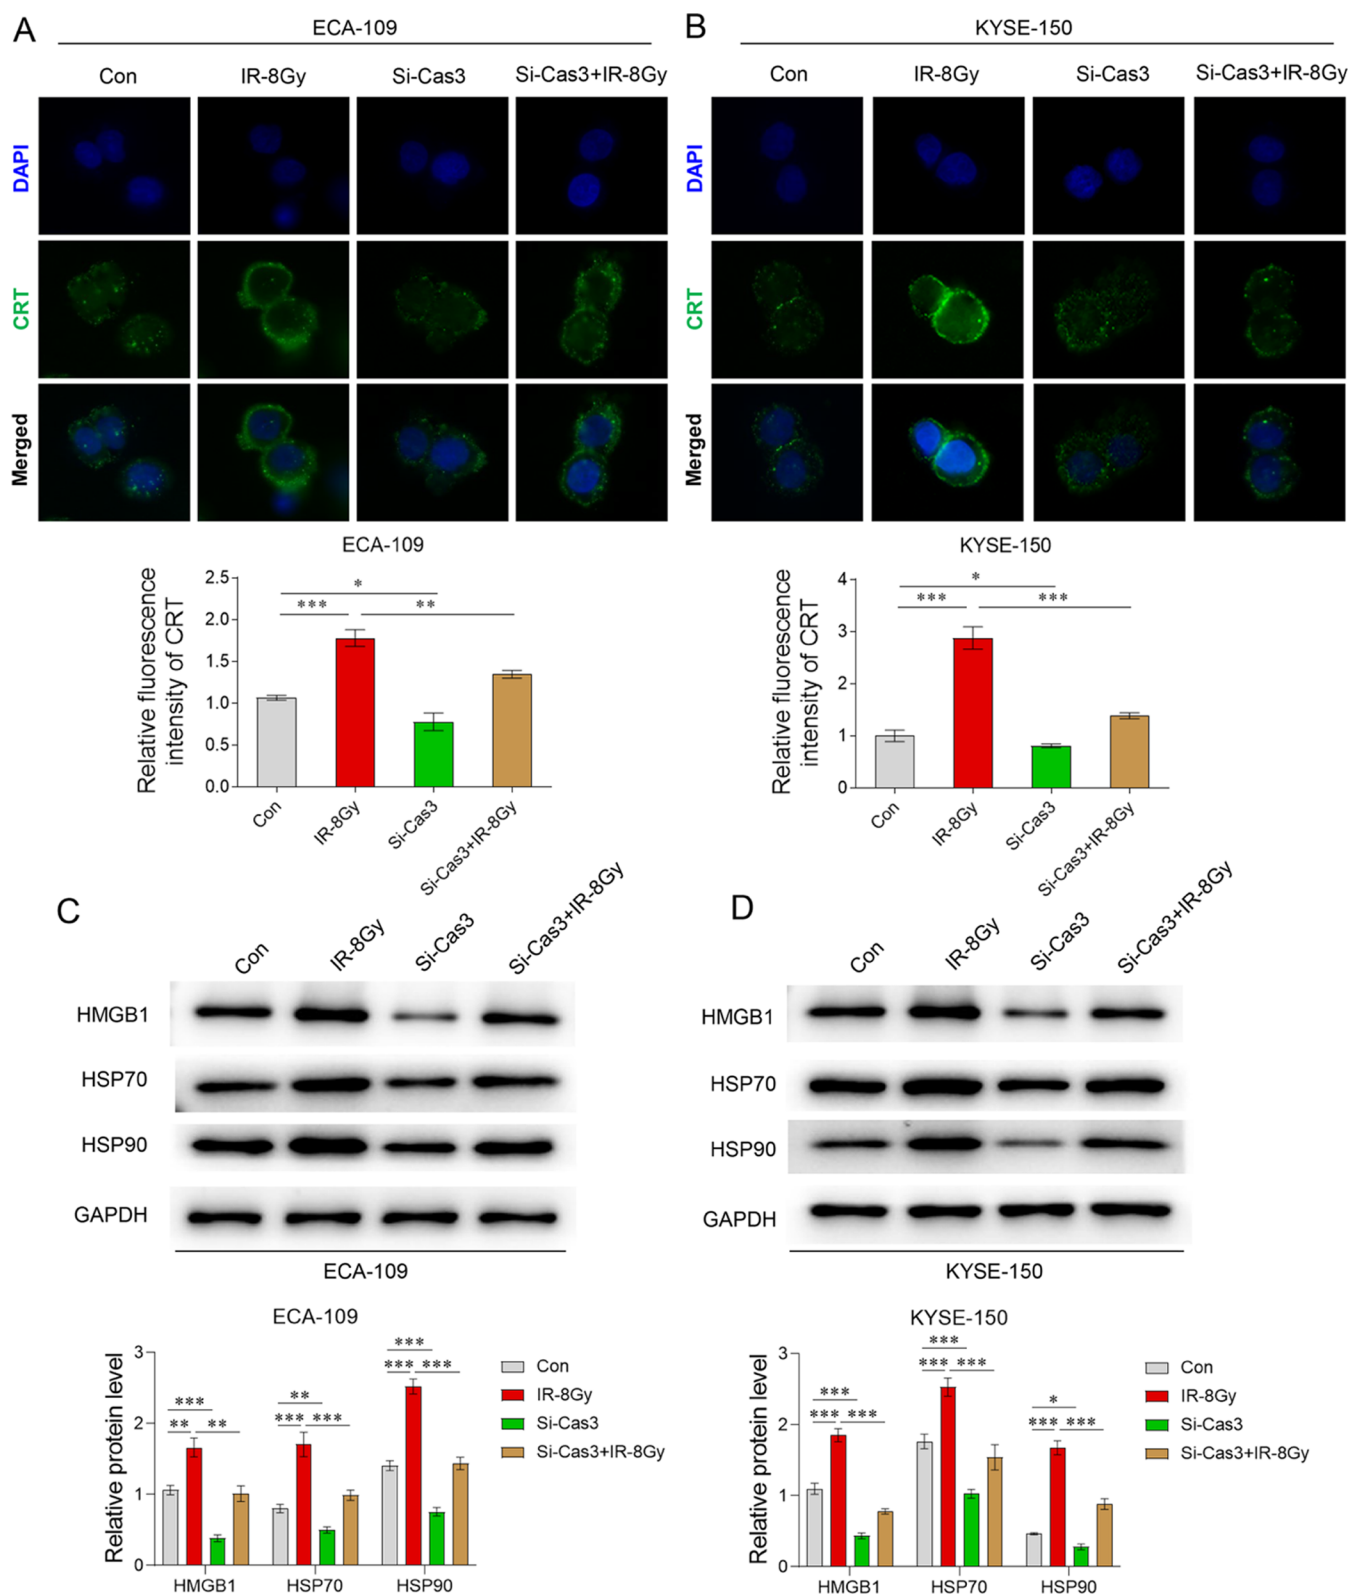 A
ECA-109
Con
IR-8Gy
Si-Cas3
Si-Cas3+IR-8Gy
DAPI
CRT
Merged
B
KYSE-150
Con
IR-8Gy
Si-Cas3
Si-Cas3+IR-8Gy
DAPI
CRT
Merged
ECA-109
Relative fluorescence
intensity of CRT
2.5
2.0
1.5
1.0
0.5
0.0
*
***
**
Con
IR-8Gy
Si-Cas3
Si-Cas3+IR-8Gy
KYSE-150
Relative fluorescence
intensity of CRT
4
3
2
1
0
*
***
***
Con
IR-8Gy
Si-Cas3
Si-Cas3+IR-8Gy
C
Con
IR-8Gy
Si-Cas3
Si-Cas3+IR-8Gy
HMGB1
HSP70
HSP90
GAPDH
ECA-109
D
Con
IR-8Gy
Si-Cas3
Si-Cas3+IR-8Gy
HMGB1
HSP70
HSP90
GAPDH
KYSE-150
ECA-109
Relative protein level
3
2
1
0
***
** **
**
*** ***
***
*** ***
HMGB1
HSP70
HSP90
Con
IR-8Gy
Si-Cas3
Si-Cas3+IR-8Gy
KYSE-150
Relative protein level
3
2
1
0
***
*** ***
***
*** ***
*
*** ***
HMGB1
HSP70
HSP90
Con
IR-8Gy
Si-Cas3
Si-Cas3+IR-8Gy